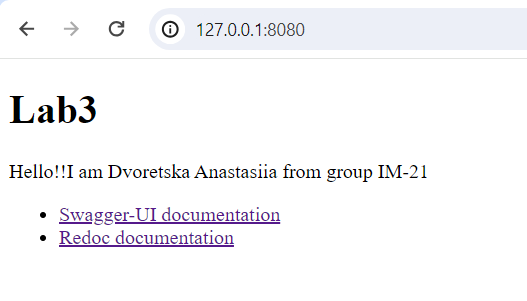 127.0.0.1:8080
Lab3
Hello!!I am Dvoretska Anastasiia from group IM-21
Swagger-UI documentation
Redoc documentation